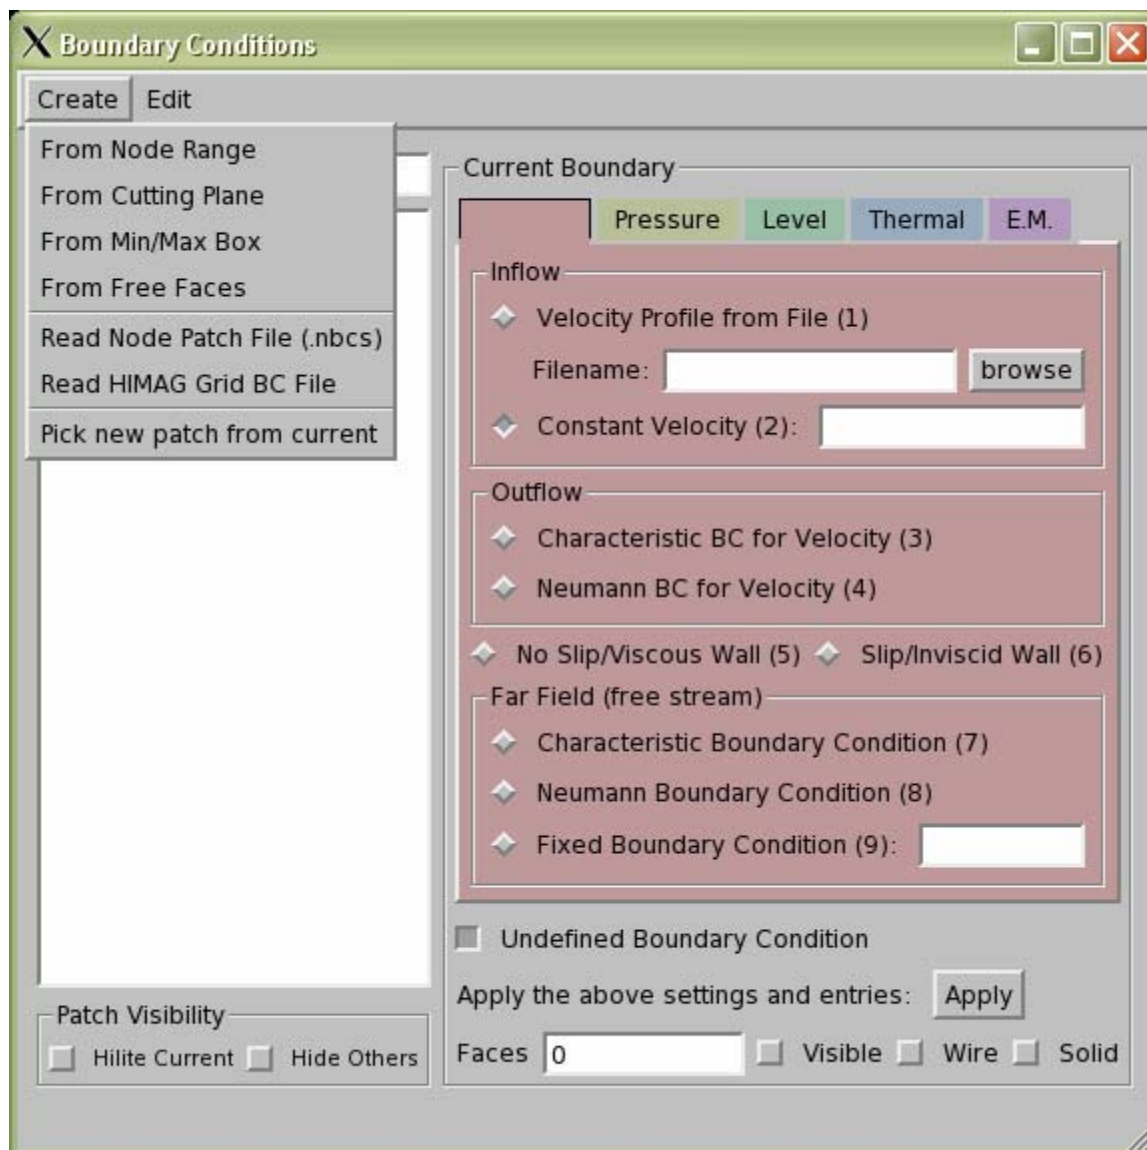 Boundary Conditions
Create Edit
From Node Range
From Cutting Plane
From Min/Max Box
From Free Faces
Read Node Patch File (.nbcs)
Read HIMAG Grid BC File
Pick new patch from current
Current Boundary
Pressure Level Thermal E.M.
Inflow
Velocity Profile from File (1)
Filename: browse
Constant Velocity (2):
Outflow
Characteristic BC for Velocity (3)
Neumann BC for Velocity (4)
No Slip/Viscous Wall (5) Slip/Inviscid Wall (6)
Far Field (free stream)
Characteristic Boundary Condition (7)
Neumann Boundary Condition (8)
Fixed Boundary Condition (9):
Undefined Boundary Condition
Apply the above settings and entries: Apply
Faces 0 Visible Wire Solid
Patch Visibility
Hilite Current Hide Others